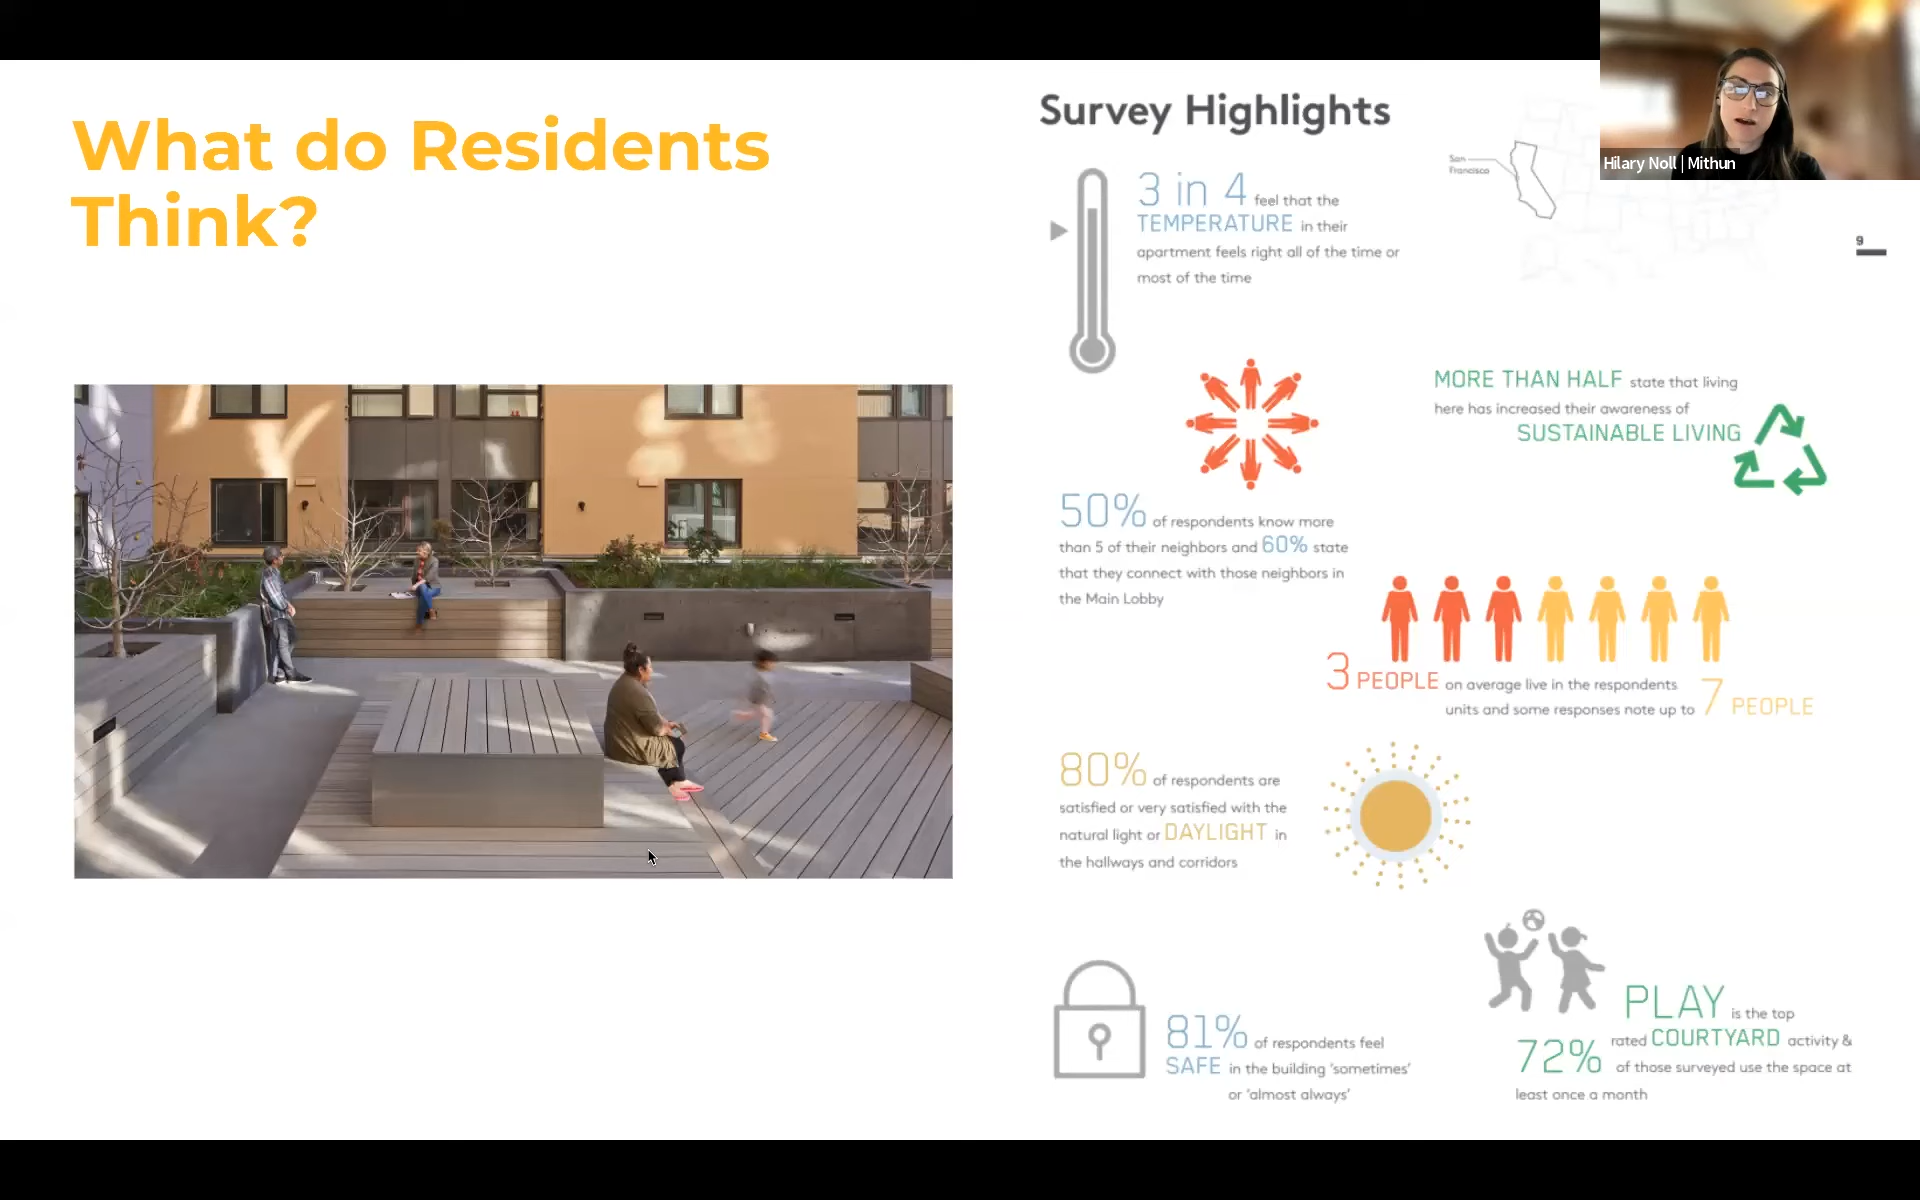 What do Residents
Think?
Survey Highlights
Hilary Noll | Mithun
San
Francisco
9
3 in 4 feel that the
TEMPERATURE in their
apartment feels right all of the time or
most of the time
MORE THAN HALF state that living
here has increased their awareness of
SUSTAINABLE LIVING
50% of respondents know more
than 5 of their neighbors and 60% state
that they connect with those neighbors in
the Main Lobby
3 PEOPLE on average live in the respondents
units and some responses note up to 7 PEOPLE
80% of respondents are
satisfied or very satisfied with the
natural light or DAYLIGHT in
the hallways and corridors
81% of respondents feel
SAFE in the building 'sometimes'
or 'almost always'
PLAY is the top
rated COURTYARD activity &
72% of those surveyed use the space at
least once a month